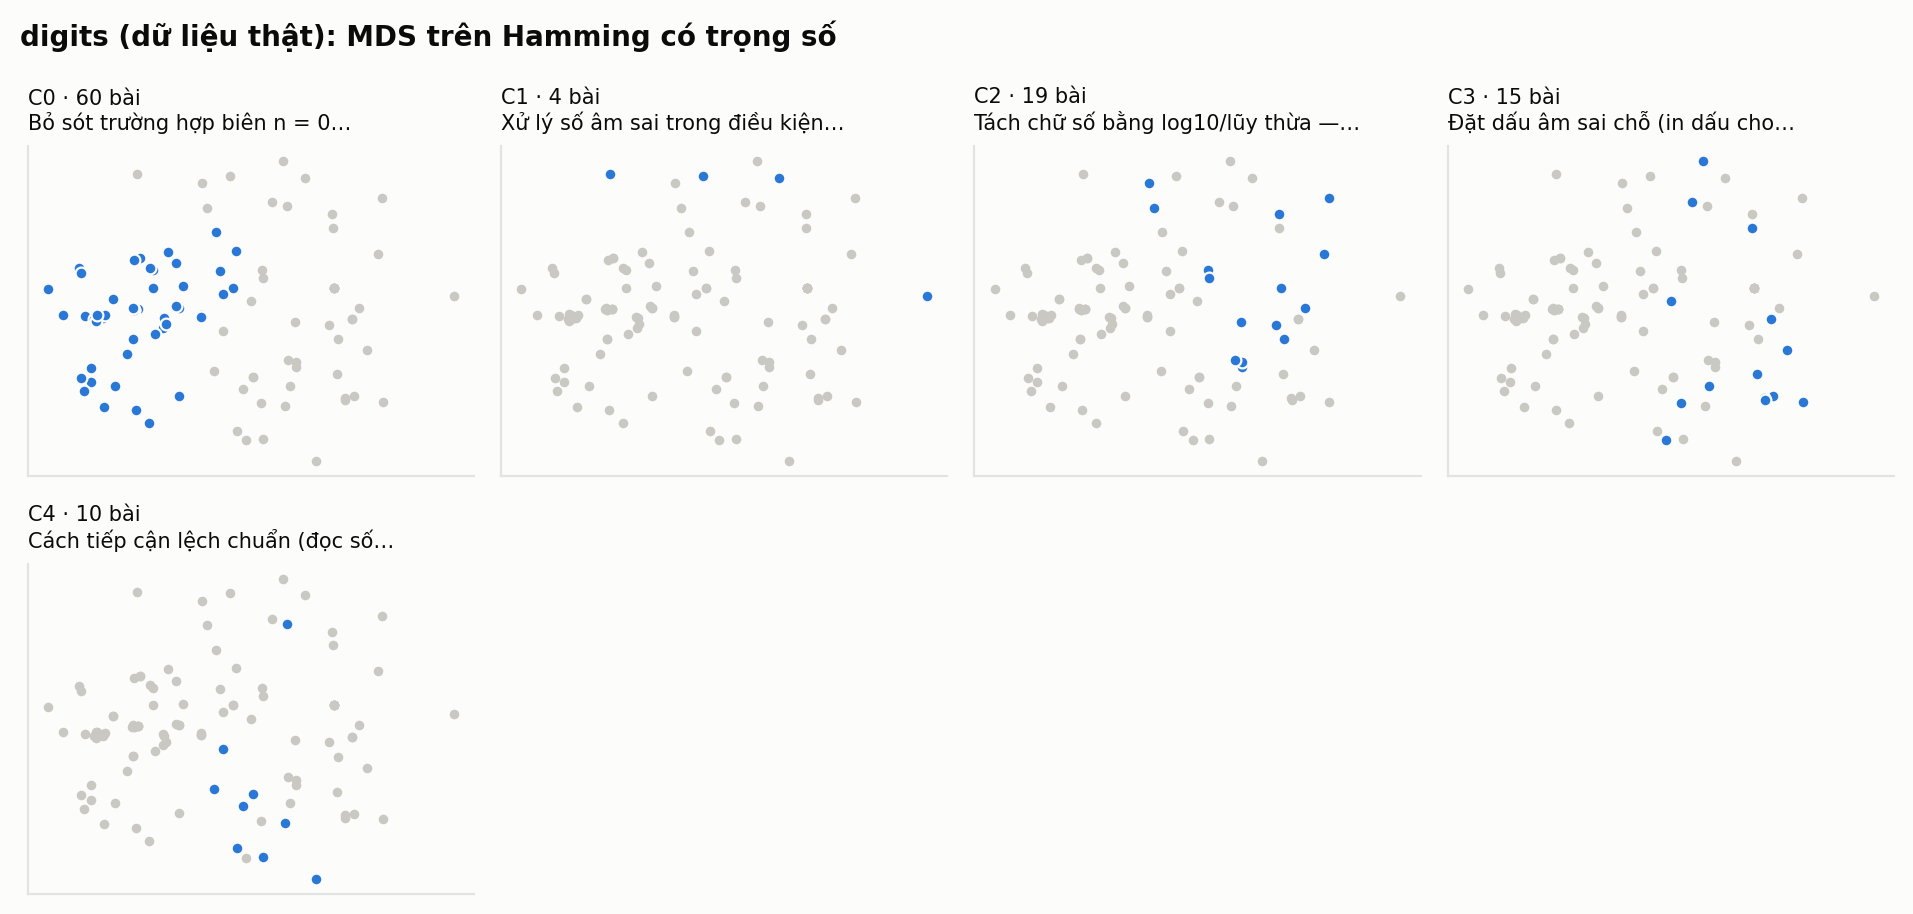 digits (dữ liệu thật): MDS trên Hamming có trọng số
C0 · 60 bài
Bỏ sót trường hợp biên n = 0...
C1 · 4 bài
Xử lý số âm sai trong điều kiện...
C2 · 19 bài
Tách chữ số bằng log10/lũy thừa —...
C3 · 15 bài
Đặt dấu âm sai chỗ (in dấu cho...
C4 · 10 bài
Cách tiếp cận lệch chuẩn (đọc số...